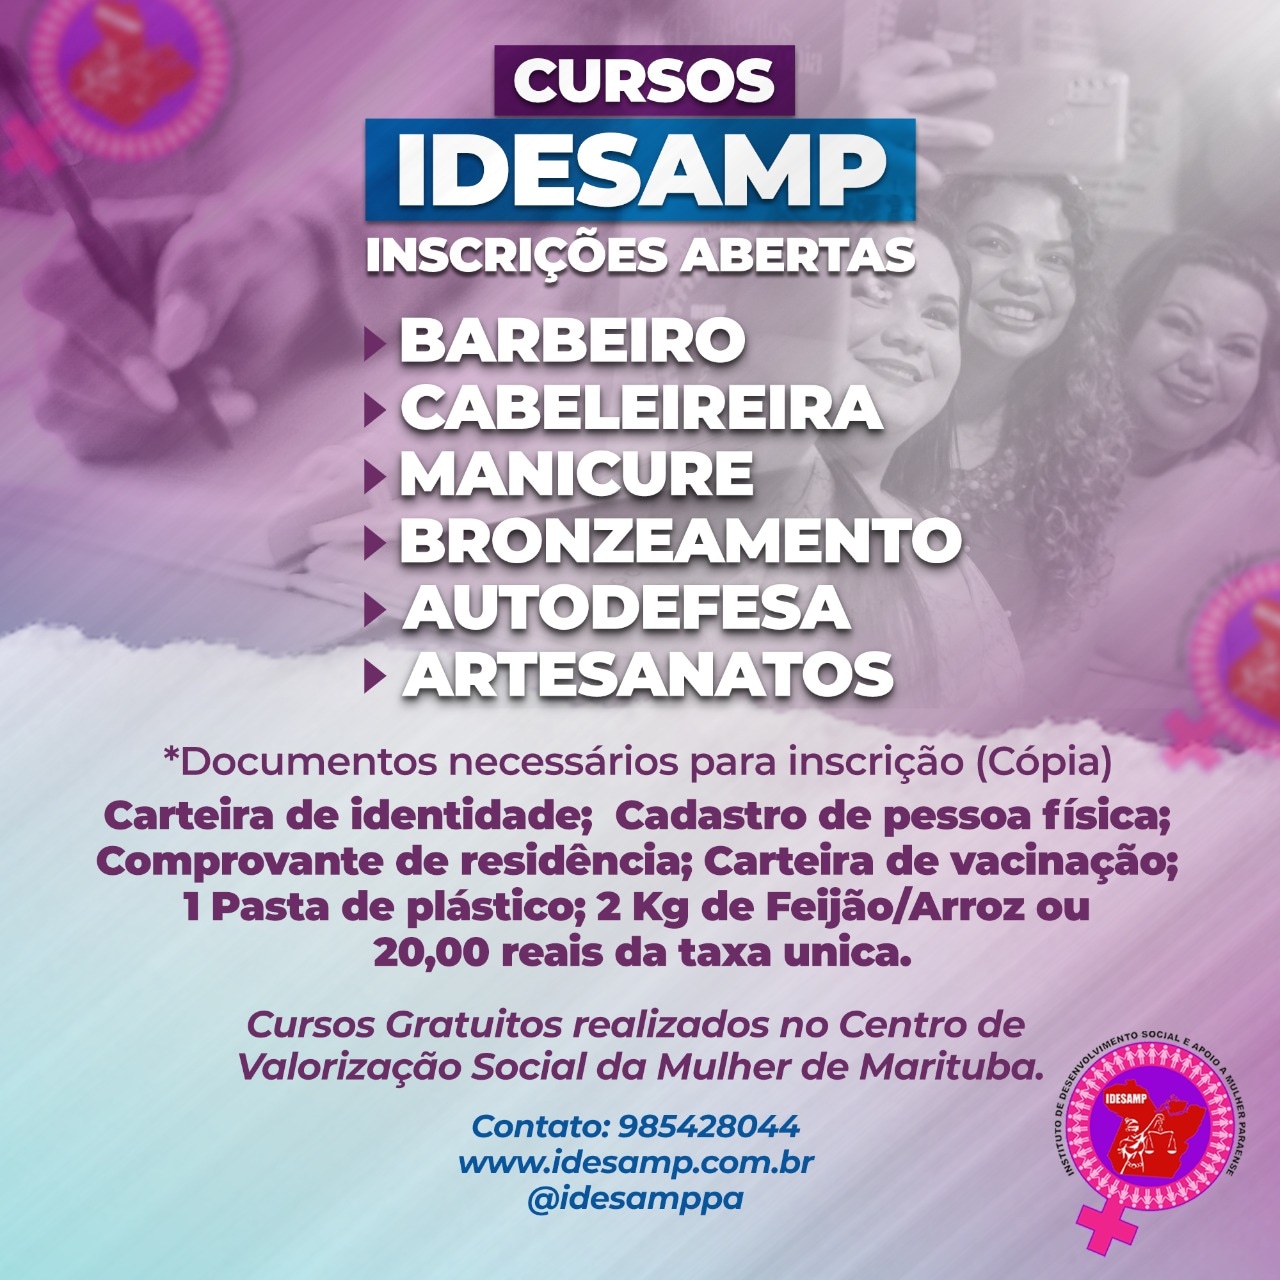 CURSOS
IDESAMP
INSCRIÇÕES ABERTAS
BARBEIRO
CABELEIREIRA
MANICURE
BRONZEAMENTO
AUTODEFESA
ARTESANATOS
*Documentos necessários para inscrição (Cópia)
Carteira de identidade; Cadastro de pessoa física;
Comprovante de residência; Carteira de vacinação;
1 Pasta de plástico; 2 Kg de Feijão/Arroz ou
20,00 reais da taxa unica.
Cursos Gratuitos realizados no Centro de
Valorização Social da Mulher de Marituba.
Contato: 985428044
www.idesamp.com.br
@idesamppa
INSTITUTO DE DESENVOLVIMENTO SOCIAL E APOIO A MULHER PARAENSE
IDESAMP